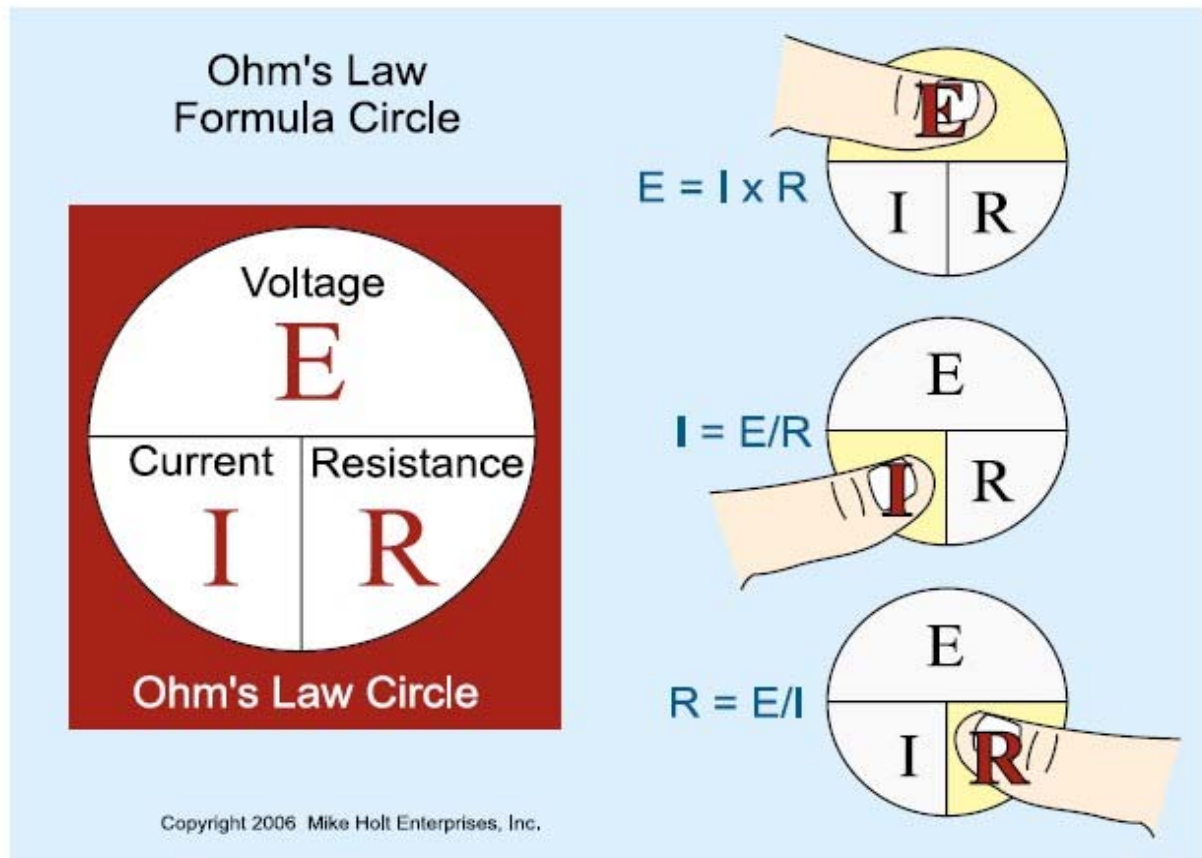 Ohm's Law
Formula Circle
Voltage
E
Current
Resistance
I
R
Ohm's Law Circle
Copyright 2006 Mike Holt Enterprises, Inc.
E
E = I x R
I
R
E
I = E/R
I
R
E
R = E/I
I
R